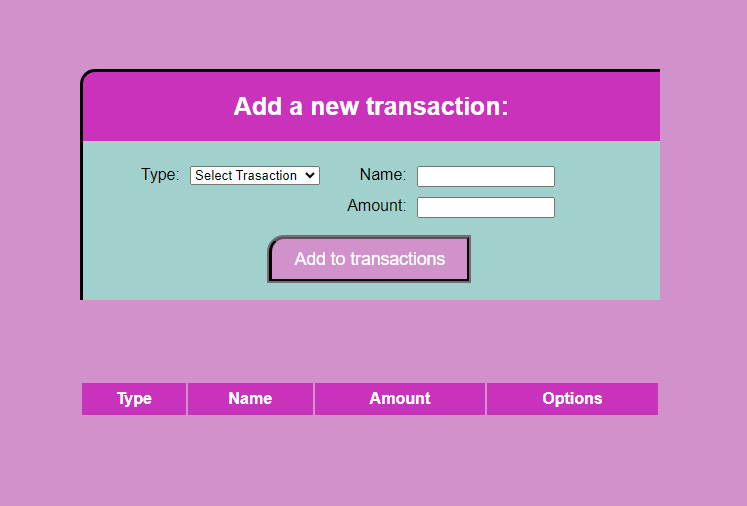 Add a new transaction:
Type: Select Trasaction Name:
Amount:
Add to transactions
Type Name Amount Options